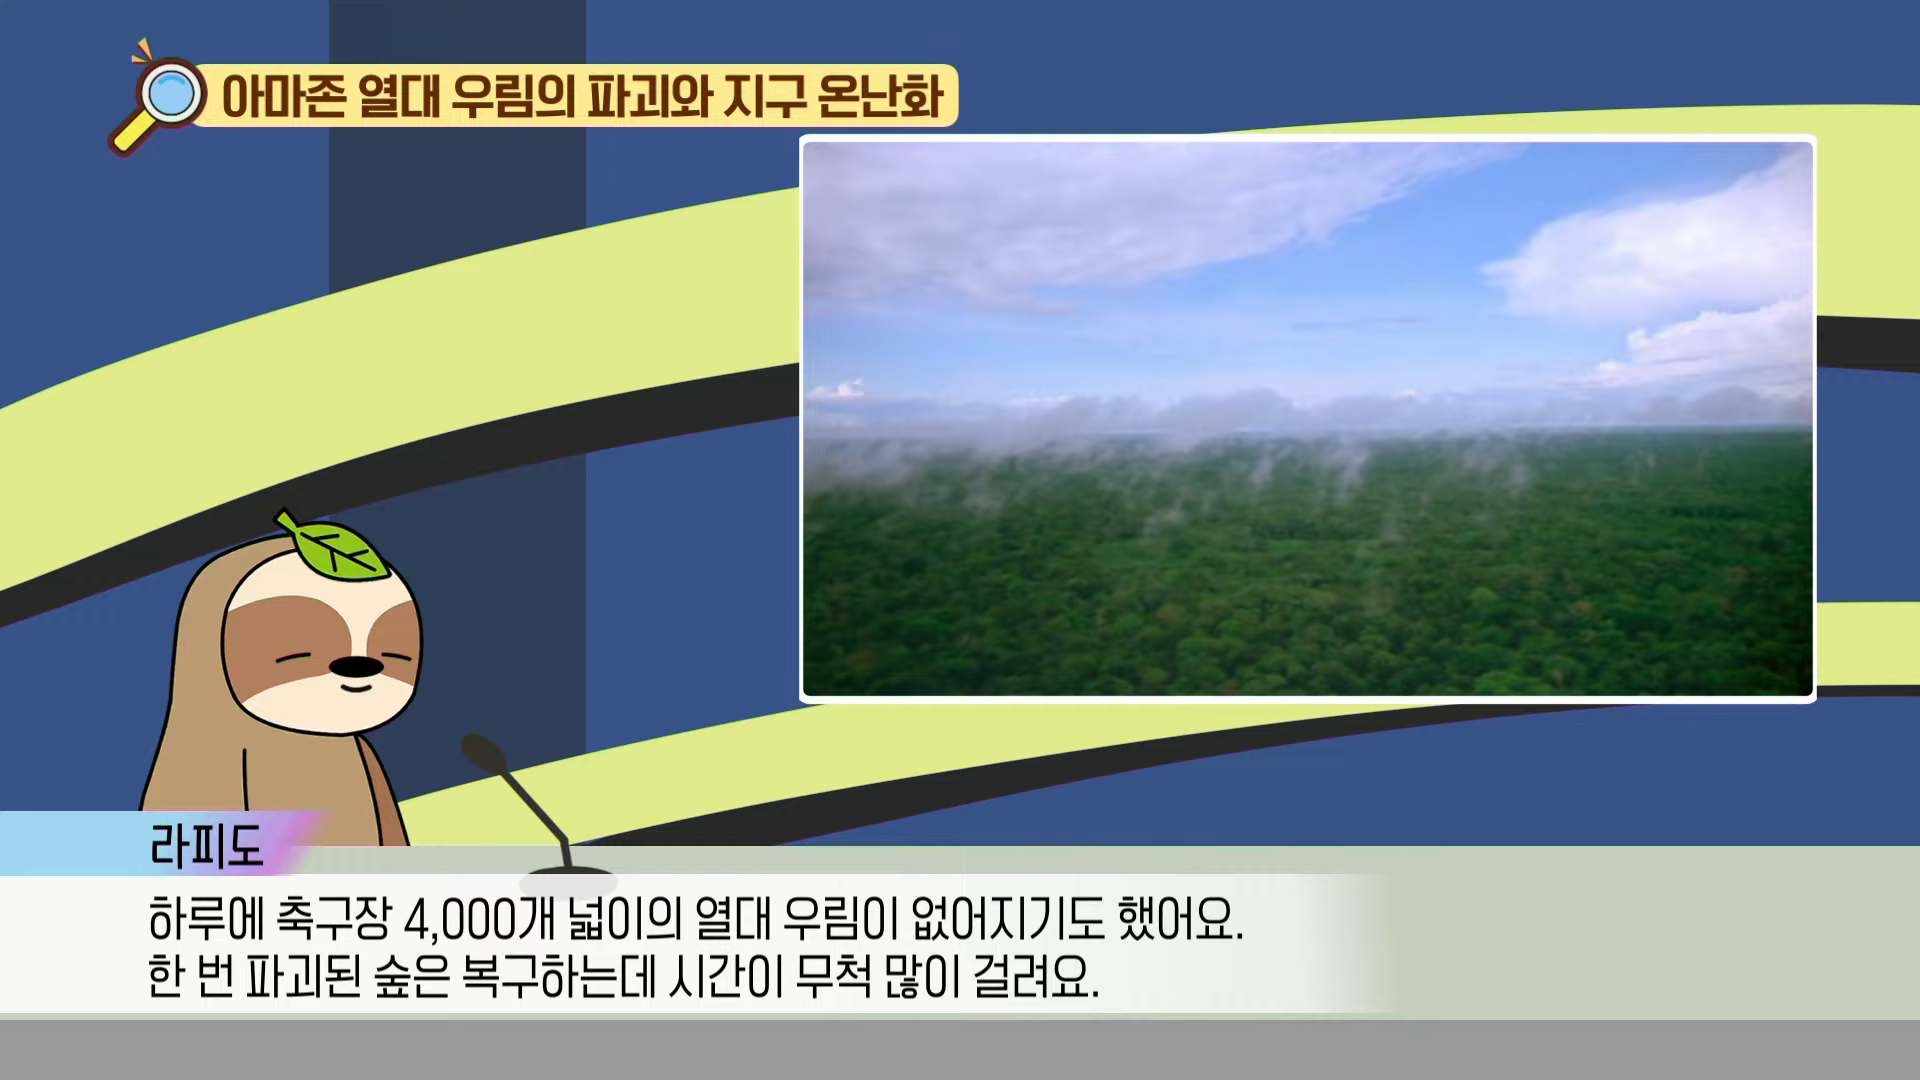 아마존 열대 우림의 파괴와 지구 온난화
라피도
하루에 축구장 4,000개 넓이의 열대 우림이 없어지기도 했어요.
한 번 파괴된 숲은 복구하는데 시간이 무척 많이 걸려요.